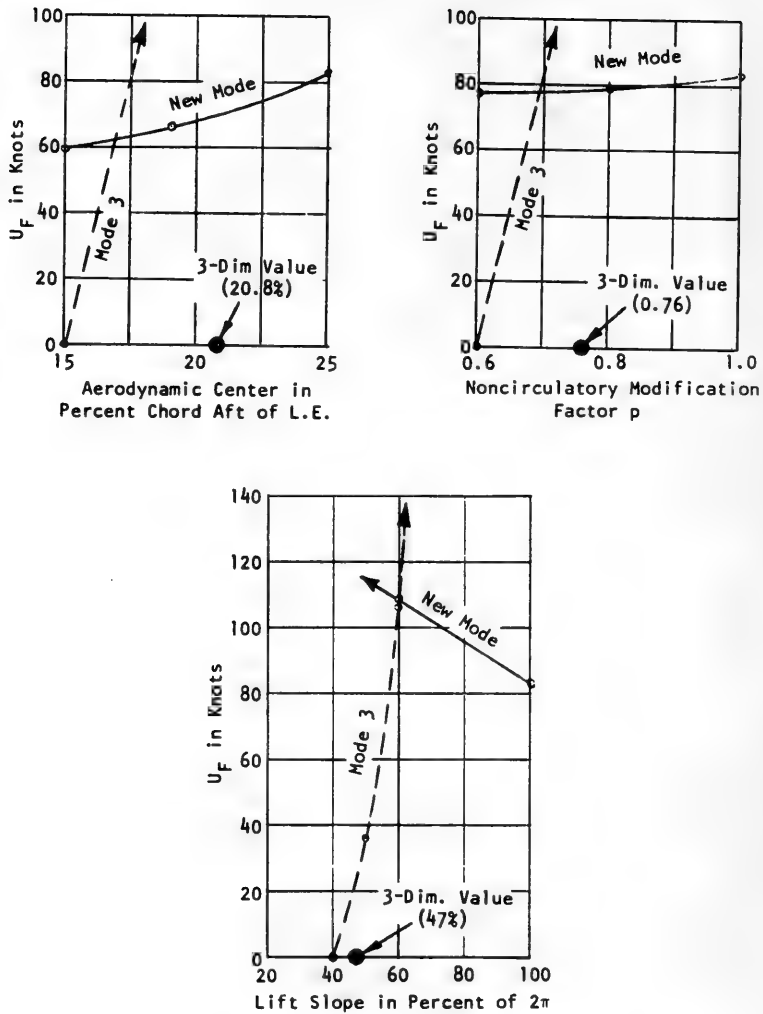 100
80
60
40
20
0
U_F in Knots
New Mode
Mode 3
3-Dim Value
(20.8%)
15
20
25
Aerodynamic Center in
Percent Chord Aft of L.E.
100
80
60
40
20
0
U_F in Knots
New Mode
Mode 3
3-Dim. Value
(0.76)
0.6
0.8
1.0
Noncirculatory Modification
Factor p
140
120
100
80
60
40
20
0
U_F in Knots
New Mode
Mode 3
3-Dim. Value
(47%)
20
40
60
80
100
Lift Slope in Percent of 2π